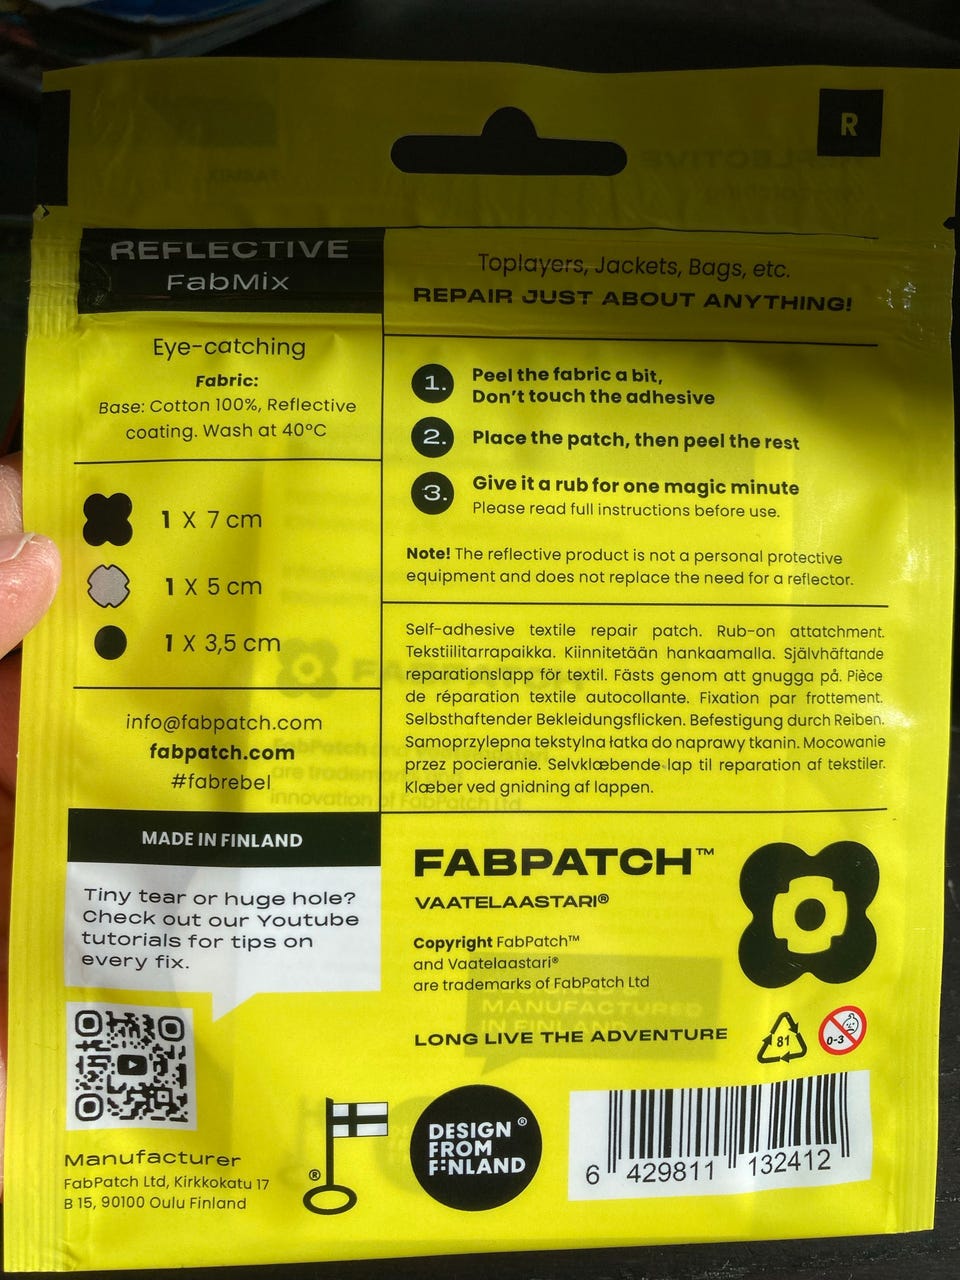 R
REFLECTIVE
FabMix
Toplayers, Jackets, Bags, etc.
REPAIR JUST ABOUT ANYTHING!
Eye-catching
Fabric:
Base: Cotton 100%, Reflective
coating. Wash at 40°C
1 X 7 cm
1 X 5 cm
1 X 3,5 cm
info@fabpatch.com
fabpatch.com
#fabrebel
MADE IN FINLAND
Tiny tear or huge hole?
Check out our Youtube
tutorials for tips on
every fix.
Manufacturer
FabPatch Ltd, Kirkkokatu 17
B 15, 90100 Oulu Finland
1. Peel the fabric a bit,
Don't touch the adhesive
2. Place the patch, then peel the rest
3. Give it a rub for one magic minute
Please read full instructions before use.
Note! The reflective product is not a personal protective
equipment and does not replace the need for a reflector.
Self-adhesive textile repair patch. Rub-on attatchment.
Tekstiilitarrapaikka. Kiinnitetään hankaamalla. Självhäftande
reparationslapp för textil. Fästs genom att gnugga på. Pièce
de réparation textile autocollante. Fixation par frottement.
Selbsthaftender Bekleidungsflicken. Befestigung durch Reiben.
Samoprzylepna tekstylna łatka do naprawy tkanin. Mocowanie
przez pocieranie. Selvklæbende lap til reparation af tekstiler.
Klæber ved gnidning af lappen.
FABPATCH™
VAATELAASTARI®
Copyright FabPatch™
and Vaatelaastari®
are trademarks of FabPatch Ltd
LONG LIVE THE ADVENTURE
81
0-3
®
DESIGN ®
FROM
FINLAND
6 429811 132412